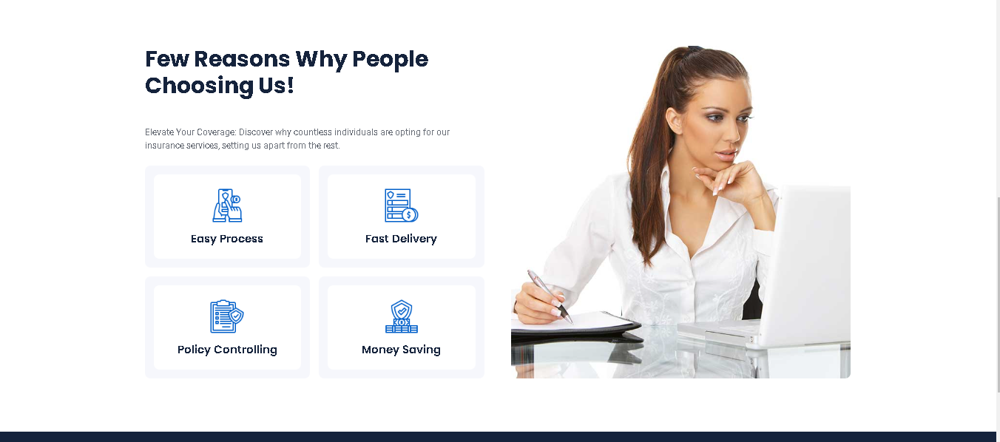 Few Reasons Why People
Choosing Us!
Elevate Your Coverage: Discover why countless individuals are opting for our
insurance services, setting us apart from the rest.
Easy Process
Fast Delivery
Policy Controlling
Money Saving